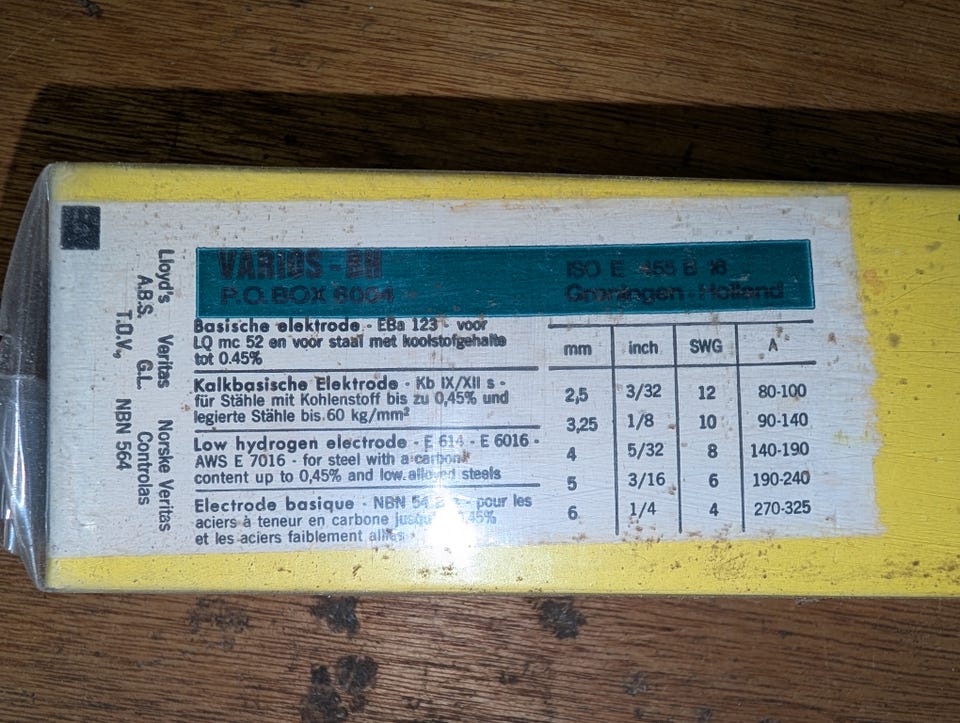 VARIOS - BH
P.O. BOX 6004
ISO E 455 B 16
Groningen - Holland
Basische elektrode - EBa 123 - voor
LQ mc 52 en voor staal met koolstofgehalte
tot 0.45%
Kalkbasische Elektrode - Kb IX/XII s -
für Stähle mit Kohlenstoff bis zu 0,45% und
legierte Stähle bis 60 kg/mm²
Low hydrogen electrode - E 614 - E 6016 -
AWS E 7016 - for steel with a carbon
content up to 0,45% and low alloyed steels
Electrode basique - NBN - pour les
aciers à teneur en carbone
et les aciers faiblement alliés
mm inch SWG A
2,5 3/32 12 80-100
3,25 1/8 10 90-140
4 5/32 8 140-190
5 3/16 6 190-240
6 1/4 4 270-325
Lloyd's Veritas Norske Veritas
A.B.S. G.L. Controlas
T.O.V., NBN 564